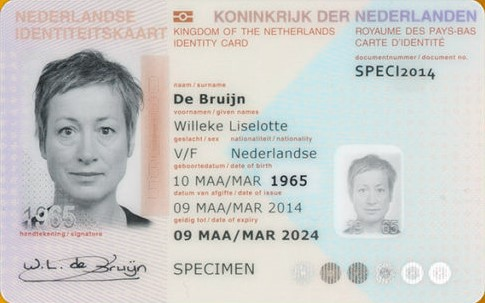 NEDERLANDSE
IDENTITEITSKAART
KONINKRIJK DER NEDERLANDEN
KINGDOM OF THE NETHERLANDS
IDENTITY CARD
ROYAUME DES PAYS-BAS
CARTE D'IDENTITÉ
documentnummer / document no.
SPECI2014
naam / surname
De Bruijn
voornamen / given names
Willeke Liselotte
geslacht / sex nationaliteit / nationality
V/F Nederlandse
geboortedatum / date of birth
10 MAA/MAR 1965
datum van afgifte / date of issue
09 MAA/MAR 2014
geldig tot / date of expiry
09 MAA/MAR 2024
1965
handtekening / signature
W.L. de Bruijn
SPECIMEN